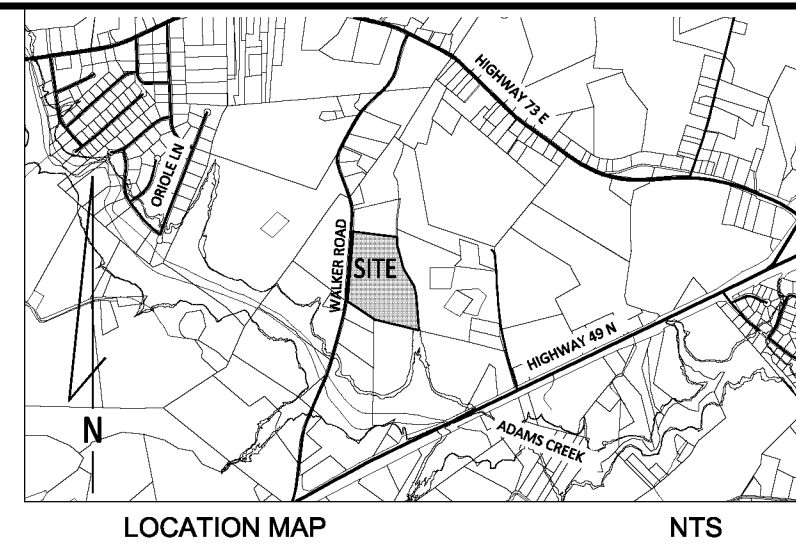 HIGHWAY 73 E
ORIOLE LN
WALKER ROAD
SITE
HIGHWAY 49 N
ADAMS CREEK
N
LOCATION MAP
NTS